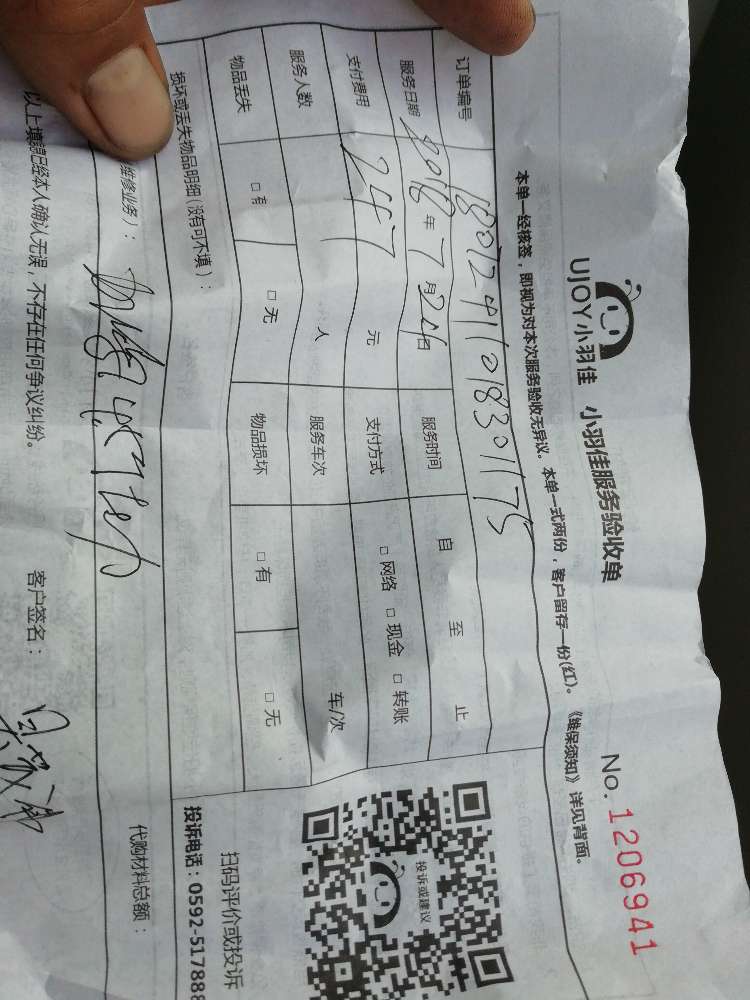 UJOY小羽佳 小羽佳服务验收单 No. 1206941
本单一经核签，即视为对本次服务验收无异议。本单一式两份，客户留存一份(红)。《维保须知》详见背面。
订单编号
服务日期 2018年7月24日 服务时间 自 至 止
支付费用 247 元 支付方式 □网络 □现金 □转账
服务人数 人 服务车次 车/次
物品丢失 □有 □无 物品损坏 □有 □无
损坏或丢失物品明细(没有可不填)：
投诉或建议
扫码评价或投诉
投诉电话：0592-517888
维修业务)：
代购材料总额：
以上填写已经本人确认无误，不存在任何争议纠纷。 客户签名：